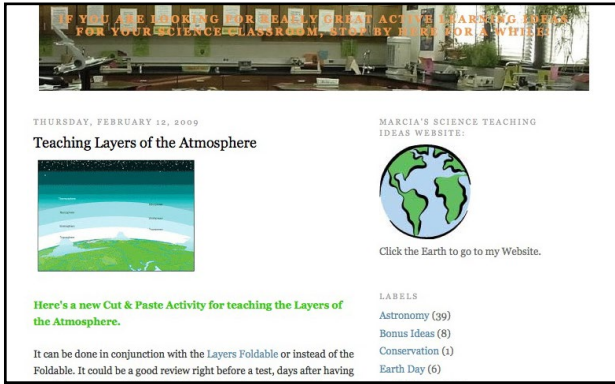 IF YOU ARE LOOKING FOR REALLY GREAT ACTIVE LEARNING IDEAS
FOR YOUR SCIENCE CLASSROOM, STOP BY HERE FOR A WHILE!
THURSDAY, FEBRUARY 12, 2009
Teaching Layers of the Atmosphere
Here's a new Cut & Paste Activity for teaching the Layers of
the Atmosphere.
It can be done in conjunction with the Layers Foldable or instead of the
Foldable. It could be a good review right before a test, days after having
MARCIA'S SCIENCE TEACHING
IDEAS WEBSITE:
Click the Earth to go to my Website.
LABELS
Astronomy (39)
Bonus Ideas (8)
Conservation (1)
Earth Day (6)